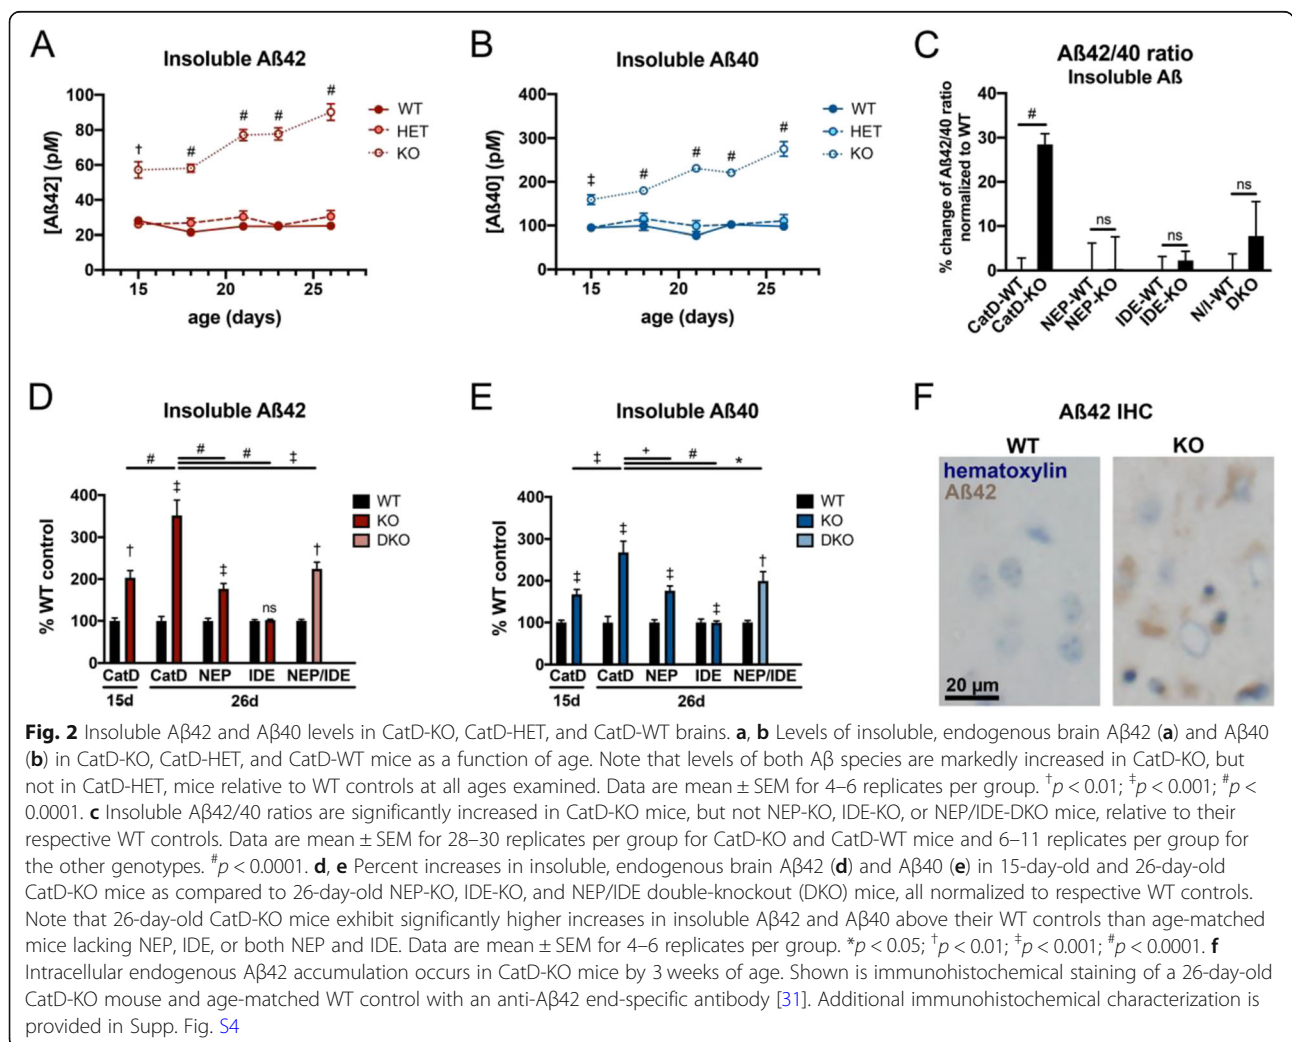 A
Insoluble Aß42
[Aß42] (pM)
100
80
60
40
20
0
†
#
#
#
#
WT
HET
KO
15
20
25
age (days)
B
Insoluble Aß40
[Aß40] (pM)
400
300
200
100
0
‡
#
#
#
#
WT
HET
KO
15
20
25
age (days)
C
Aß42/40 ratio
Insoluble Aß
% change of Aß42/40 ratio
normalized to WT
40
30
20
10
0
#
ns
ns
ns
CatD-WT
CatD-KO
NEP-WT
NEP-KO
IDE-WT
IDE-KO
N/I-WT
DKO
D
Insoluble Aß42
% WT control
400
300
200
100
0
#
#
#
‡
†
‡
‡
ns
†
WT
KO
DKO
CatD
CatD
NEP
IDE
NEP/IDE
15d
26d
E
Insoluble Aß40
% WT control
400
300
200
100
0
‡
+
#
*
‡
‡
‡
‡
†
WT
KO
DKO
CatD
CatD
NEP
IDE
NEP/IDE
15d
26d
F
Aß42 IHC
WT
KO
hematoxylin
Aß42
20 µm
Fig. 2 Insoluble Aβ42 and Aβ40 levels in CatD-KO, CatD-HET, and CatD-WT brains. a, b Levels of insoluble, endogenous brain Aβ42 (a) and Aβ40
(b) in CatD-KO, CatD-HET, and CatD-WT mice as a function of age. Note that levels of both Aβ species are markedly increased in CatD-KO, but
not in CatD-HET, mice relative to WT controls at all ages examined. Data are mean ± SEM for 4–6 replicates per group. †p < 0.01; ‡p < 0.001; #p <
0.0001. c Insoluble Aβ42/40 ratios are significantly increased in CatD-KO mice, but not NEP-KO, IDE-KO, or NEP/IDE-DKO mice, relative to their
respective WT controls. Data are mean ± SEM for 28–30 replicates per group for CatD-KO and CatD-WT mice and 6–11 replicates per group for
the other genotypes. #p < 0.0001. d, e Percent increases in insoluble, endogenous brain Aβ42 (d) and Aβ40 (e) in 15-day-old and 26-day-old
CatD-KO mice as compared to 26-day-old NEP-KO, IDE-KO, and NEP/IDE double-knockout (DKO) mice, all normalized to respective WT controls.
Note that 26-day-old CatD-KO mice exhibit significantly higher increases in insoluble Aβ42 and Aβ40 above their WT controls than age-matched
mice lacking NEP, IDE, or both NEP and IDE. Data are mean ± SEM for 4–6 replicates per group. *p < 0.05; †p < 0.01; ‡p < 0.001; #p < 0.0001. f
Intracellular endogenous Aβ42 accumulation occurs in CatD-KO mice by 3 weeks of age. Shown is immunohistochemical staining of a 26-day-old
CatD-KO mouse and age-matched WT control with an anti-Aβ42 end-specific antibody [31]. Additional immunohistochemical characterization is
provided in Supp. Fig. S4